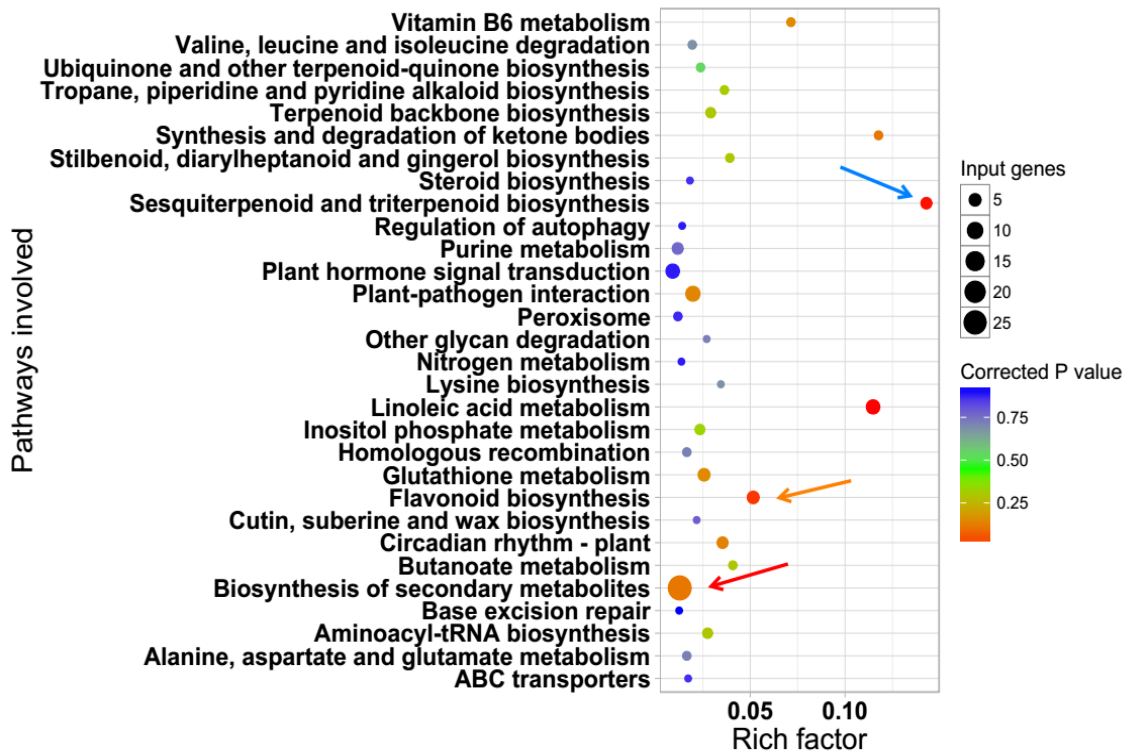 Pathways involved
Vitamin B6 metabolism
Valine, leucine and isoleucine degradation
Ubiquinone and other terpenoid-quinone biosynthesis
Tropane, piperidine and pyridine alkaloid biosynthesis
Terpenoid backbone biosynthesis
Synthesis and degradation of ketone bodies
Stilbenoid, diarylheptanoid and gingerol biosynthesis
Steroid biosynthesis
Sesquiterpenoid and triterpenoid biosynthesis
Regulation of autophagy
Purine metabolism
Plant hormone signal transduction
Plant-pathogen interaction
Peroxisome
Other glycan degradation
Nitrogen metabolism
Lysine biosynthesis
Linoleic acid metabolism
Inositol phosphate metabolism
Homologous recombination
Glutathione metabolism
Flavonoid biosynthesis
Cutin, suberine and wax biosynthesis
Circadian rhythm - plant
Butanoate metabolism
Biosynthesis of secondary metabolites
Base excision repair
Aminoacyl-tRNA biosynthesis
Alanine, aspartate and glutamate metabolism
ABC transporters
0.05 0.10
Rich factor
Input genes
5
10
15
20
25
Corrected P value
0.75
0.50
0.25